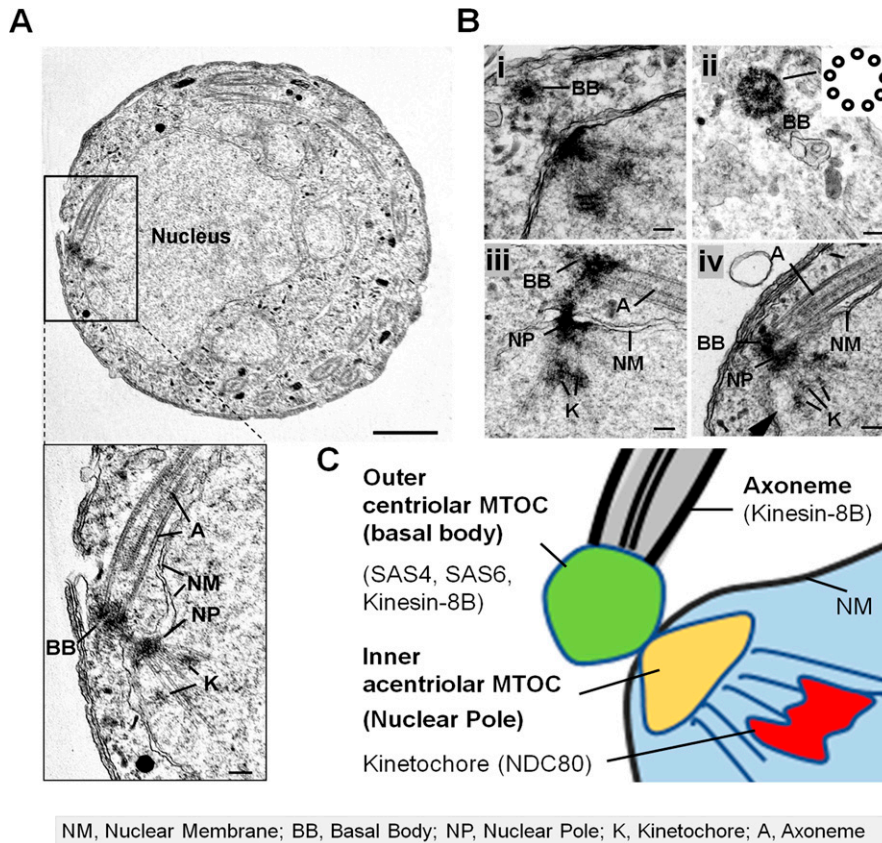 A
Nucleus
A
NM
NP
BB
K
B
i
BB
ii
BB
iii
BB
A
NP
NM
K
iv
A
BB
NM
NP
K
C
Outer
centriolar MTOC
(basal body)
(SAS4, SAS6,
Kinesin-8B)
Axoneme
(Kinesin-8B)
NM
Inner
acentriolar MTOC
(Nuclear Pole)
Kinetochore (NDC80)
NM, Nuclear Membrane; BB, Basal Body; NP, Nuclear Pole; K, Kinetochore; A, Axoneme